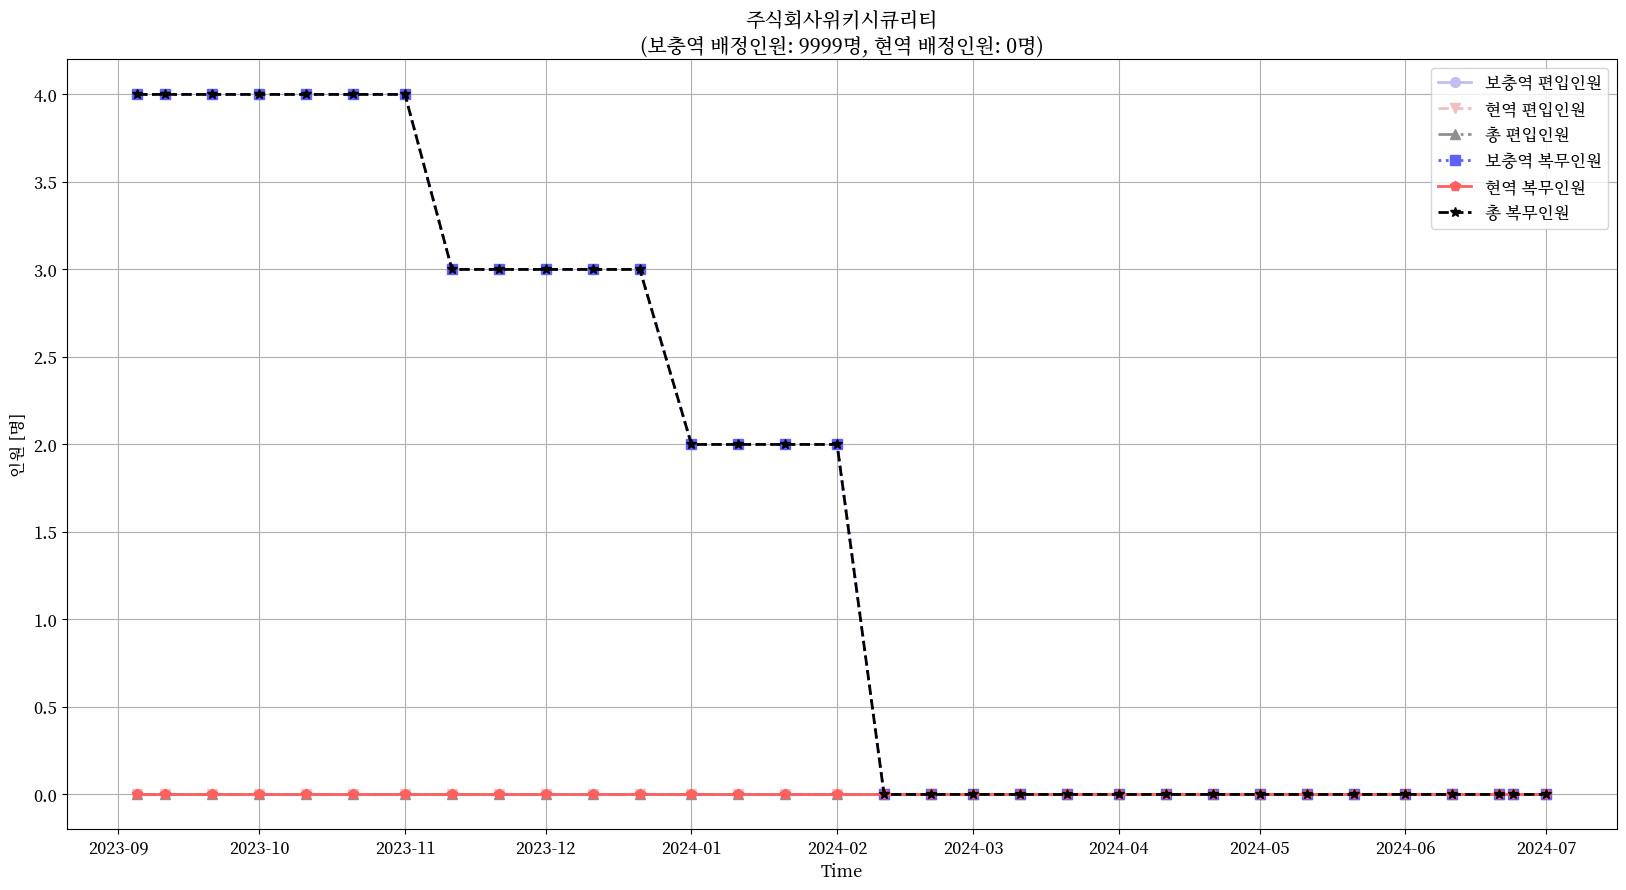 주식회사위키시큐리티
(보충역 배정인원: 9999명, 현역 배정인원: 0명)
보충역 편입인원
현역 편입인원
총 편입인원
보충역 복무인원
현역 복무인원
총 복무인원
4.0
3.5
3.0
2.5
2.0
1.5
1.0
0.5
0.0
인원 [명]
2023-09 2023-10 2023-11 2023-12 2024-01 2024-02 2024-03 2024-04 2024-05 2024-06 2024-07
Time